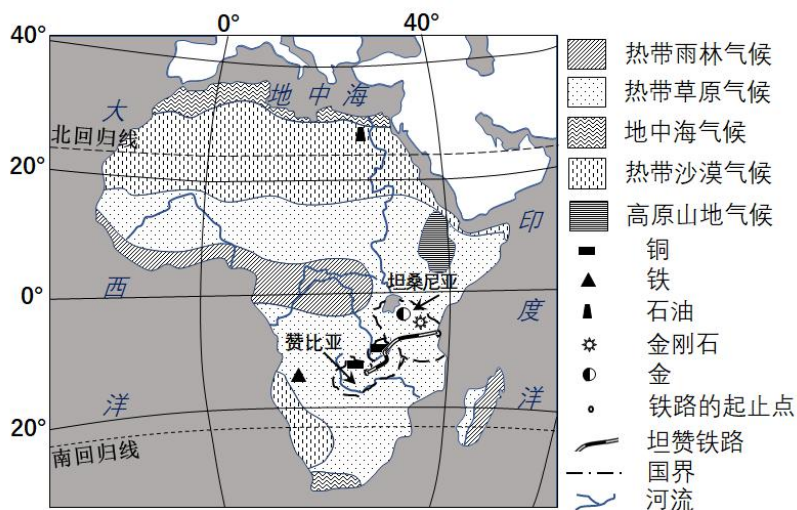 0°
40°
40°
大
地中海
北回归线
20°
印
西
0°
坦桑尼亚
度
赞比亚
洋
洋
20°
南回归线
热带雨林气候
热带草原气候
地中海气候
热带沙漠气候
高原山地气候
铜
铁
石油
金刚石
金
铁路的起止点
坦赞铁路
国界
河流